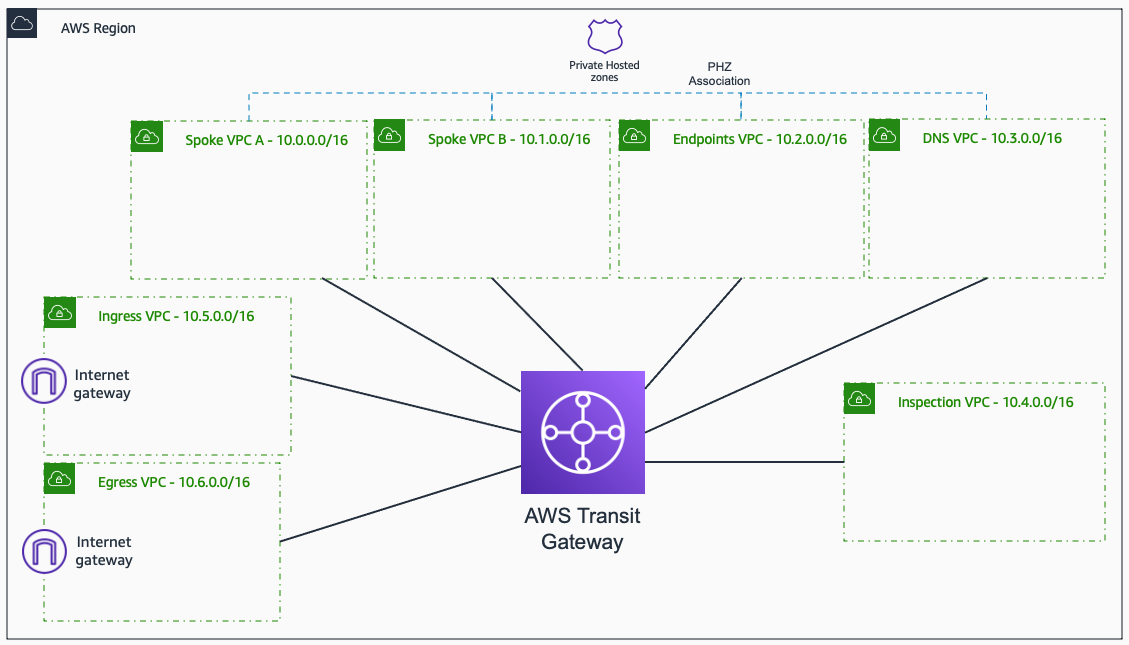 AWS Region
Private Hosted
zones
PHZ
Association
Spoke VPC A - 10.0.0.0/16
Spoke VPC B - 10.1.0.0/16
Endpoints VPC - 10.2.0.0/16
DNS VPC - 10.3.0.0/16
Ingress VPC - 10.5.0.0/16
Internet
gateway
Inspection VPC - 10.4.0.0/16
Egress VPC - 10.6.0.0/16
Internet
gateway
AWS Transit
Gateway